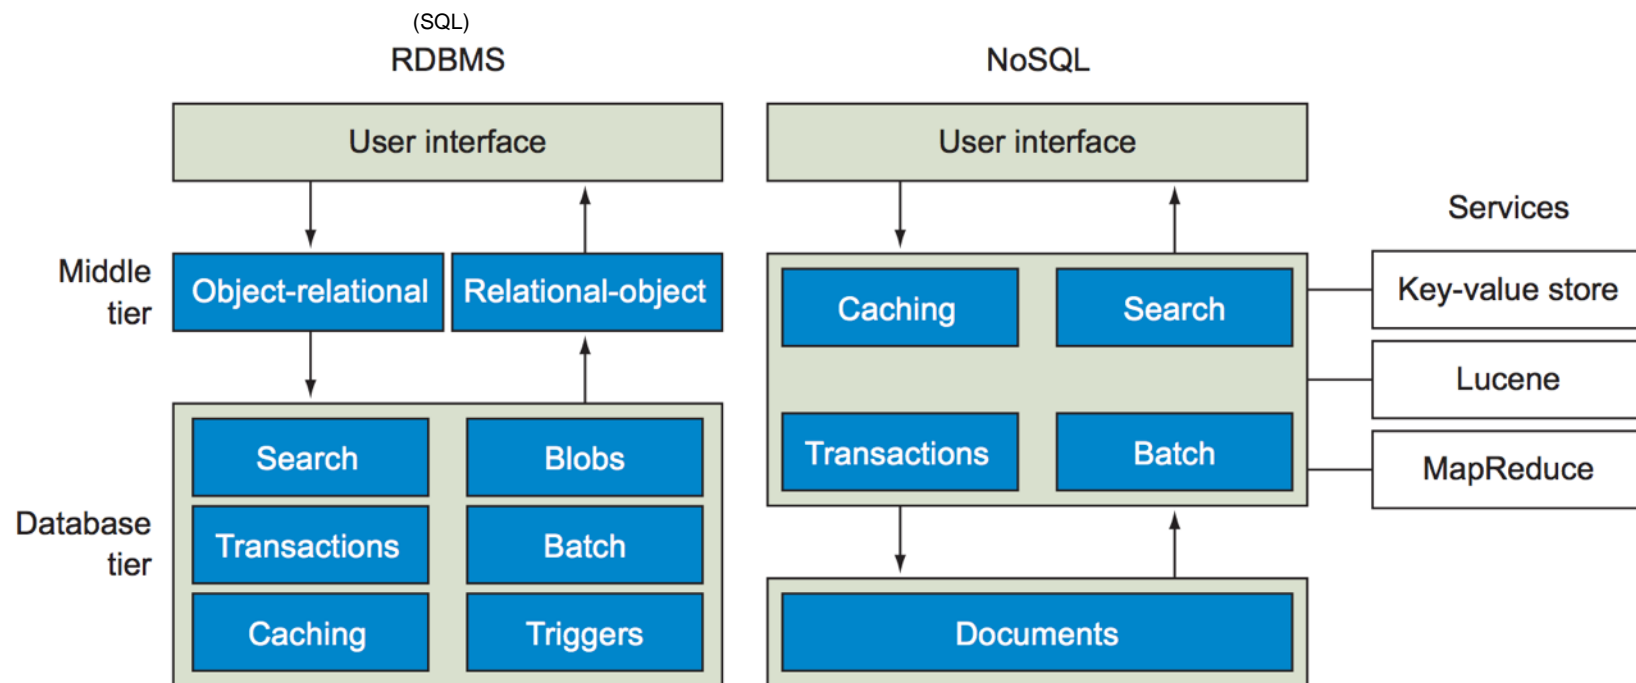 (SQL)
RDBMS
NoSQL
User interface
User interface
Services
Middle
tier
Object-relational
Relational-object
Caching
Search
Key-value store
Lucene
Transactions
Batch
MapReduce
Database
tier
Search
Blobs
Transactions
Batch
Caching
Triggers
Documents